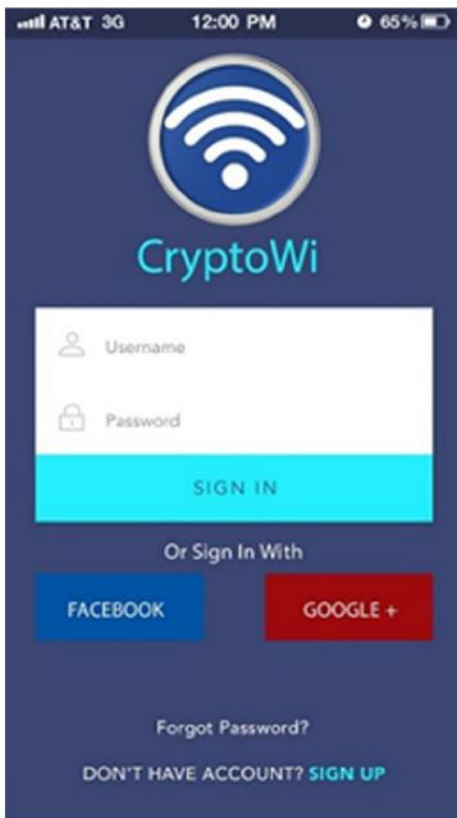 AT&T 3G 12:00 PM 65%
CryptoWi
Username
Password
SIGN IN
Or Sign In With
FACEBOOK GOOGLE +
Forgot Password?
DON'T HAVE ACCOUNT? SIGN UP